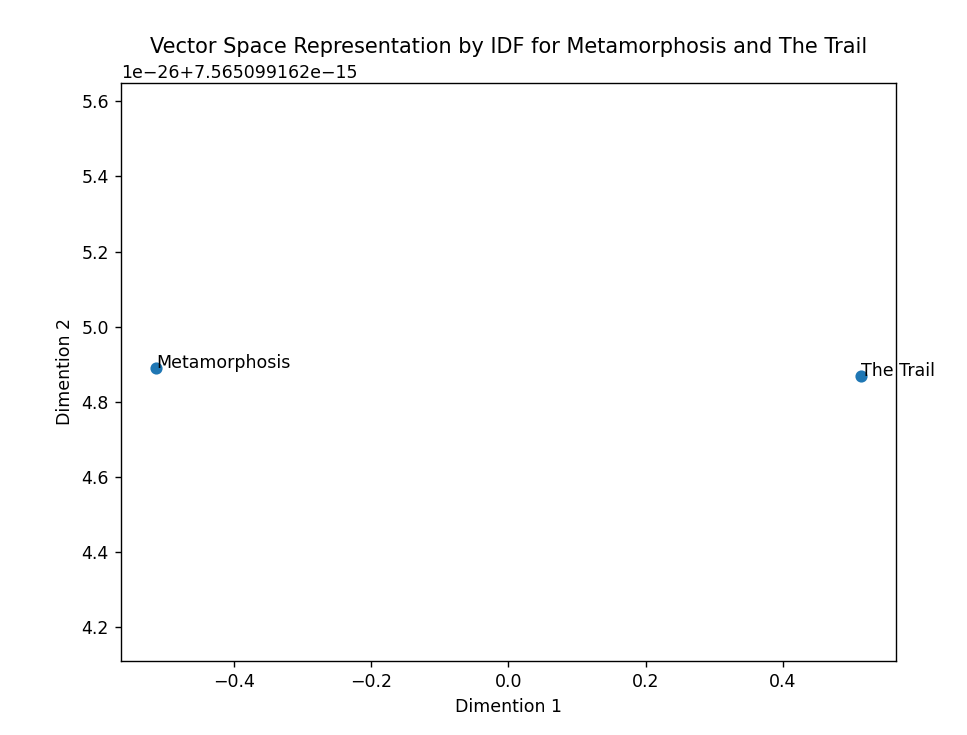 Vector Space Representation by IDF for Metamorphosis and The Trail
1e−26+7.565099162e−15
5.6
5.4
5.2
5.0
4.8
4.6
4.4
4.2
Dimention 2
Metamorphosis
The Trail
−0.4
−0.2
0.0
0.2
0.4
Dimention 1